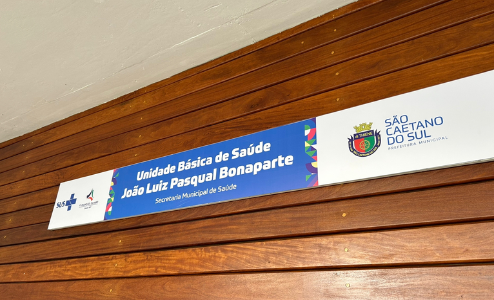 SUS
Unidade Básica de Saúde
João Luiz Pasqual Bonaparte
Secretaria Municipal de Saúde
SÃO
CAETANO
DO SUL
PREFEITURA MUNICIPAL